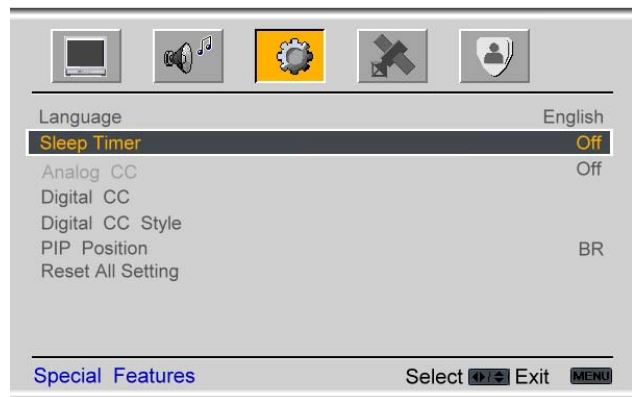 Language English
Sleep Timer Off
Analog CC Off
Digital CC
Digital CC Style
PIP Position BR
Reset All Setting
Special Features Select Exit MENU